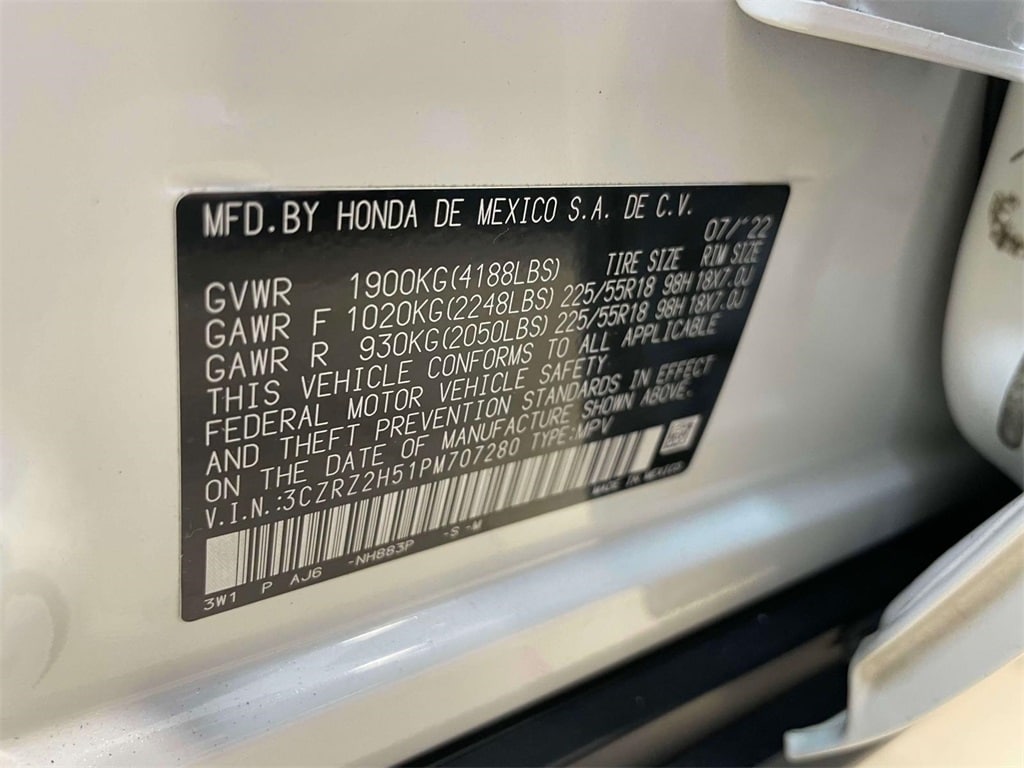 MFD.BY HONDA DE MEXICO S.A. DE C.V.
07/22
TIRE SIZE RIM SIZE
GVWR 1900KG(4188LBS)
GAWR F 1020KG(2248LBS) 225/55R18 98H 18X7.0J
GAWR R 930KG(2050LBS) 225/55R18 98H 18X7.0J
THIS VEHICLE CONFORMS TO ALL APPLICABLE
FEDERAL MOTOR VEHICLE SAFETY
AND THEFT PREVENTION STANDARDS IN EFFECT
ON THE DATE OF MANUFACTURE SHOWN ABOVE.
V.I.N.:3CZRZ2H51PM707280 TYPE:MPV
MADE IN MEXICO
3W1 P AJ6 -NH883P -S -M